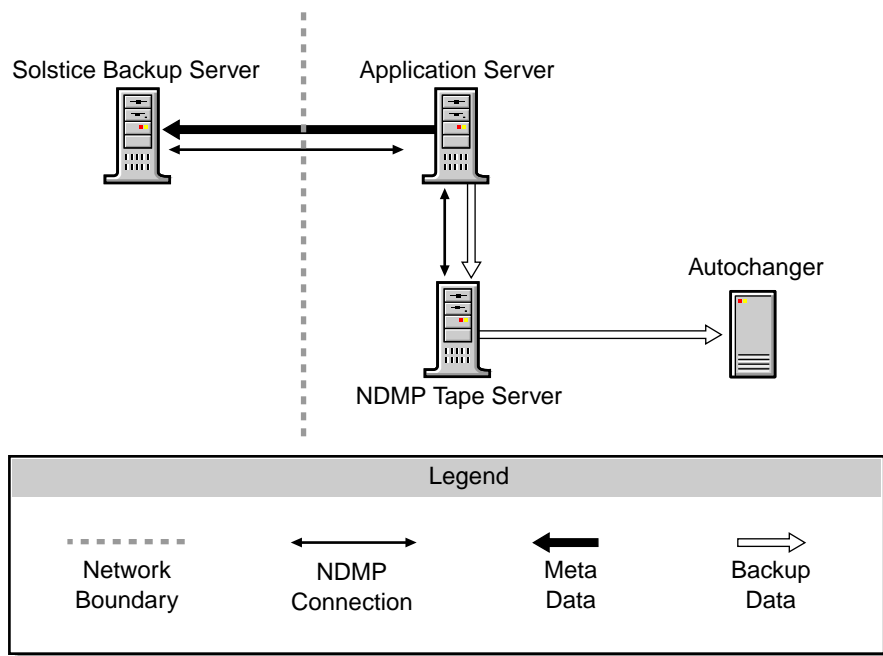 Solstice Backup Server
Application Server
Autochanger
NDMP Tape Server
Legend
Network
Boundary
NDMP
Connection
Meta
Data
Backup
Data